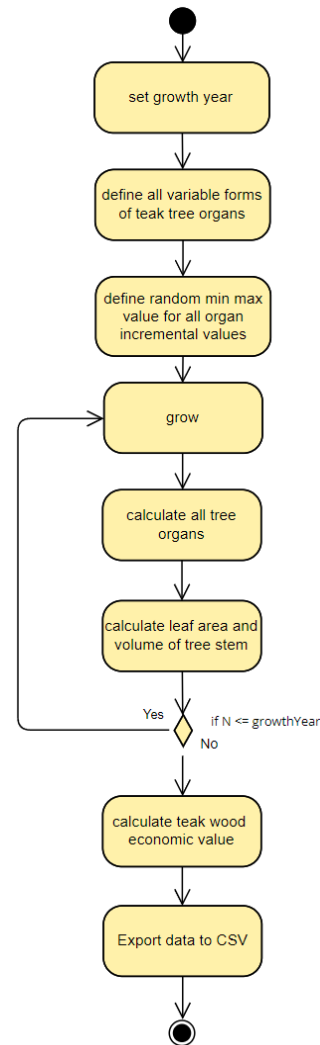 set growth year
define all variable forms
of teak tree organs
define random min max
value for all organ
incremental values
grow
calculate all tree
organs
calculate leaf area and
volume of tree stem
Yes
if N <= growthYear
No
calculate teak wood
economic value
Export data to CSV